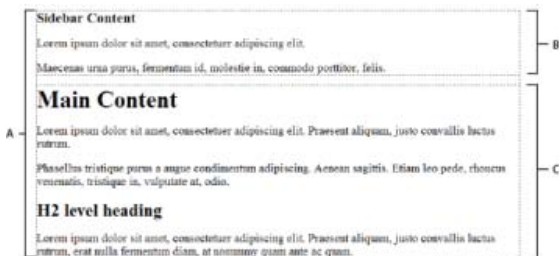 Sidebar Content
Lorem ipsum dolor sit amet, consectetuer adipiscing elit.
Maecenas urna purus, fermentum id, molestie in, commodo porttitor, felis.
B
Main Content
A
Lorem ipsum dolor sit amet, consectetuer adipiscing elit. Praesent aliquam, justo convallis luctus
rutrum.
Phasellus tristique purus a augue condimentum adipiscing. Aenean sagittis. Etiam leo pede, rhoncus
venenatis, tristique in, vulputate at, odio.
C
H2 level heading
Lorem ipsum dolor sit amet, consectetuer adipiscing elit. Praesent aliquam, justo convallis luctus
rutrum, erat nulla fermentum diam, at nonummy quam ante ac quam.